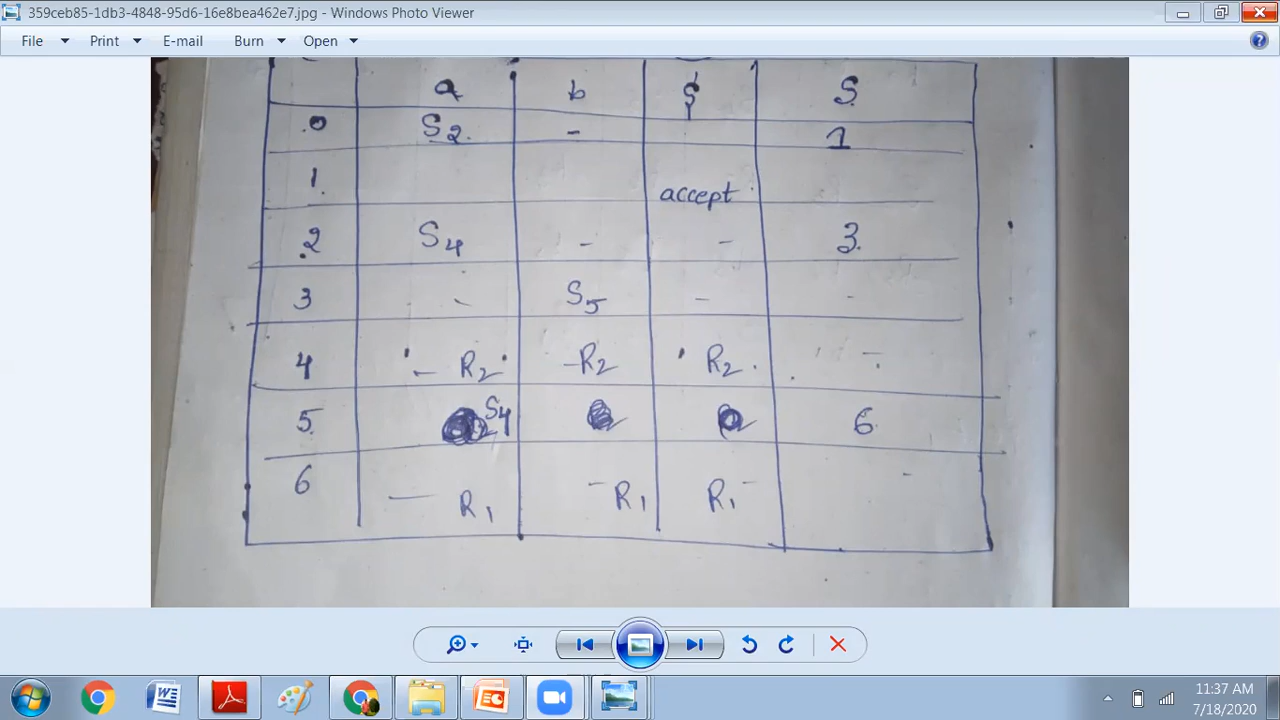 359ceb85-1db3-4848-95d6-16e8bea462e7.jpg - Windows Photo Viewer
File Print E-mail Burn Open
a b $ S
0 S2 - 1
1 accept
2 S4 - - 3
3 - S5 - -
4 - R2 - R2 R2 -
5 S4 6
6 - R1 - R1 R1 - -
11:37 AM
7/18/2020